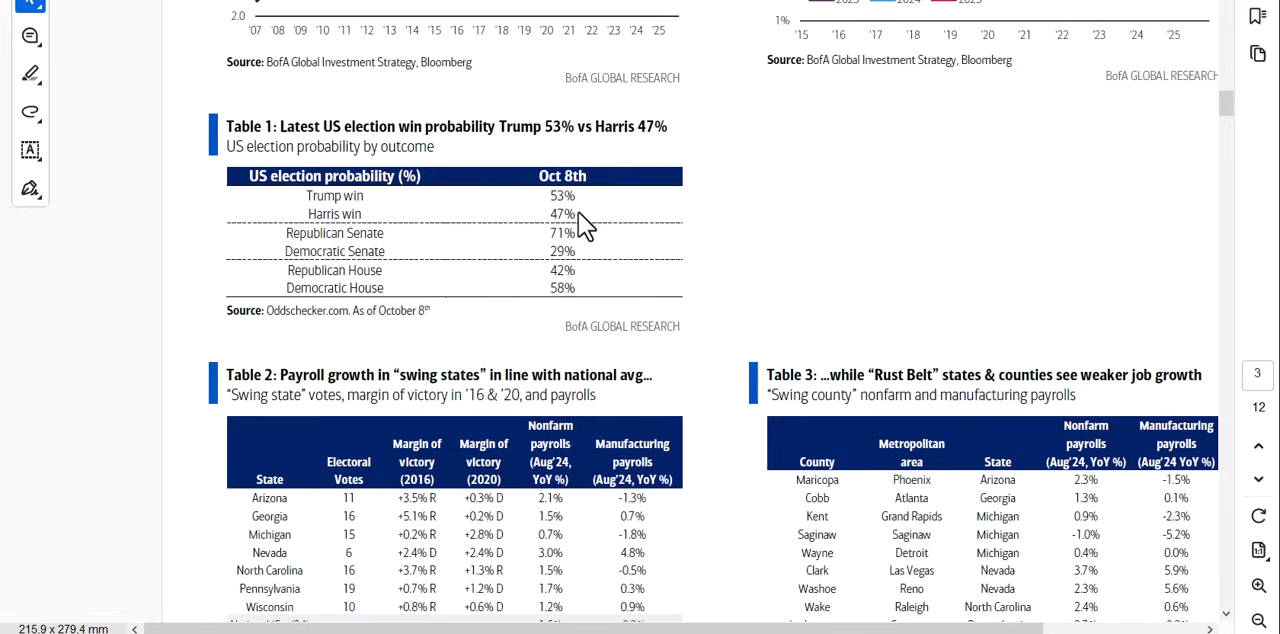 2.0
'07 '08 '09 '10 '11 '12 '13 '14 '15 '16 '17 '18 '19 '20 '21 '22 '23 '24 '25
Source: BofA Global Investment Strategy, Bloomberg
BofA GLOBAL RESEARCH
1%
'15 '16 '17 '18 '19 '20 '21 '22 '23 '24 '25
Source: BofA Global Investment Strategy, Bloomberg
BofA GLOBAL RESEARCH
Table 1: Latest US election win probability Trump 53% vs Harris 47%
US election probability by outcome
US election probability (%) Oct 8th
Trump win 53%
Harris win 47%
Republican Senate 71%
Democratic Senate 29%
Republican House 42%
Democratic House 58%
Source: Oddschecker.com. As of October 8th
BofA GLOBAL RESEARCH
Table 2: Payroll growth in “swing states” in line with national avg...
“Swing state” votes, margin of victory in '16 & '20, and payrolls
State Electoral Votes Margin of victory (2016) Margin of victory (2020) Nonfarm payrolls (Aug'24, YoY %) Manufacturing payrolls (Aug'24, YoY %)
Arizona 11 +3.5% R +0.3% D 2.1% -1.3%
Georgia 16 +5.1% R +0.2% D 1.5% 0.7%
Michigan 15 +0.2% R +2.8% D 0.7% -1.8%
Nevada 6 +2.4% D +2.4% D 3.0% 4.8%
North Carolina 16 +3.7% R +1.3% R 1.5% -0.5%
Pennsylvania 19 +0.7% R +1.2% D 1.7% 0.3%
Wisconsin 10 +0.8% R +0.6% D 1.2% 0.9%
Table 3: ...while “Rust Belt” states & counties see weaker job growth
“Swing county” nonfarm and manufacturing payrolls
County Metropolitan area State Nonfarm payrolls (Aug'24, YoY %) Manufacturing payrolls (Aug'24, YoY %)
Maricopa Phoenix Arizona 2.3% -1.5%
Cobb Atlanta Georgia 1.3% 0.1%
Kent Grand Rapids Michigan 0.9% -2.3%
Saginaw Saginaw Michigan -1.0% -5.2%
Wayne Detroit Michigan 0.4% 0.0%
Clark Las Vegas Nevada 3.7% 5.9%
Washoe Reno Nevada 2.3% 5.6%
Wake Raleigh North Carolina 2.4% 0.6%
3
12
215.9 x 279.4 mm